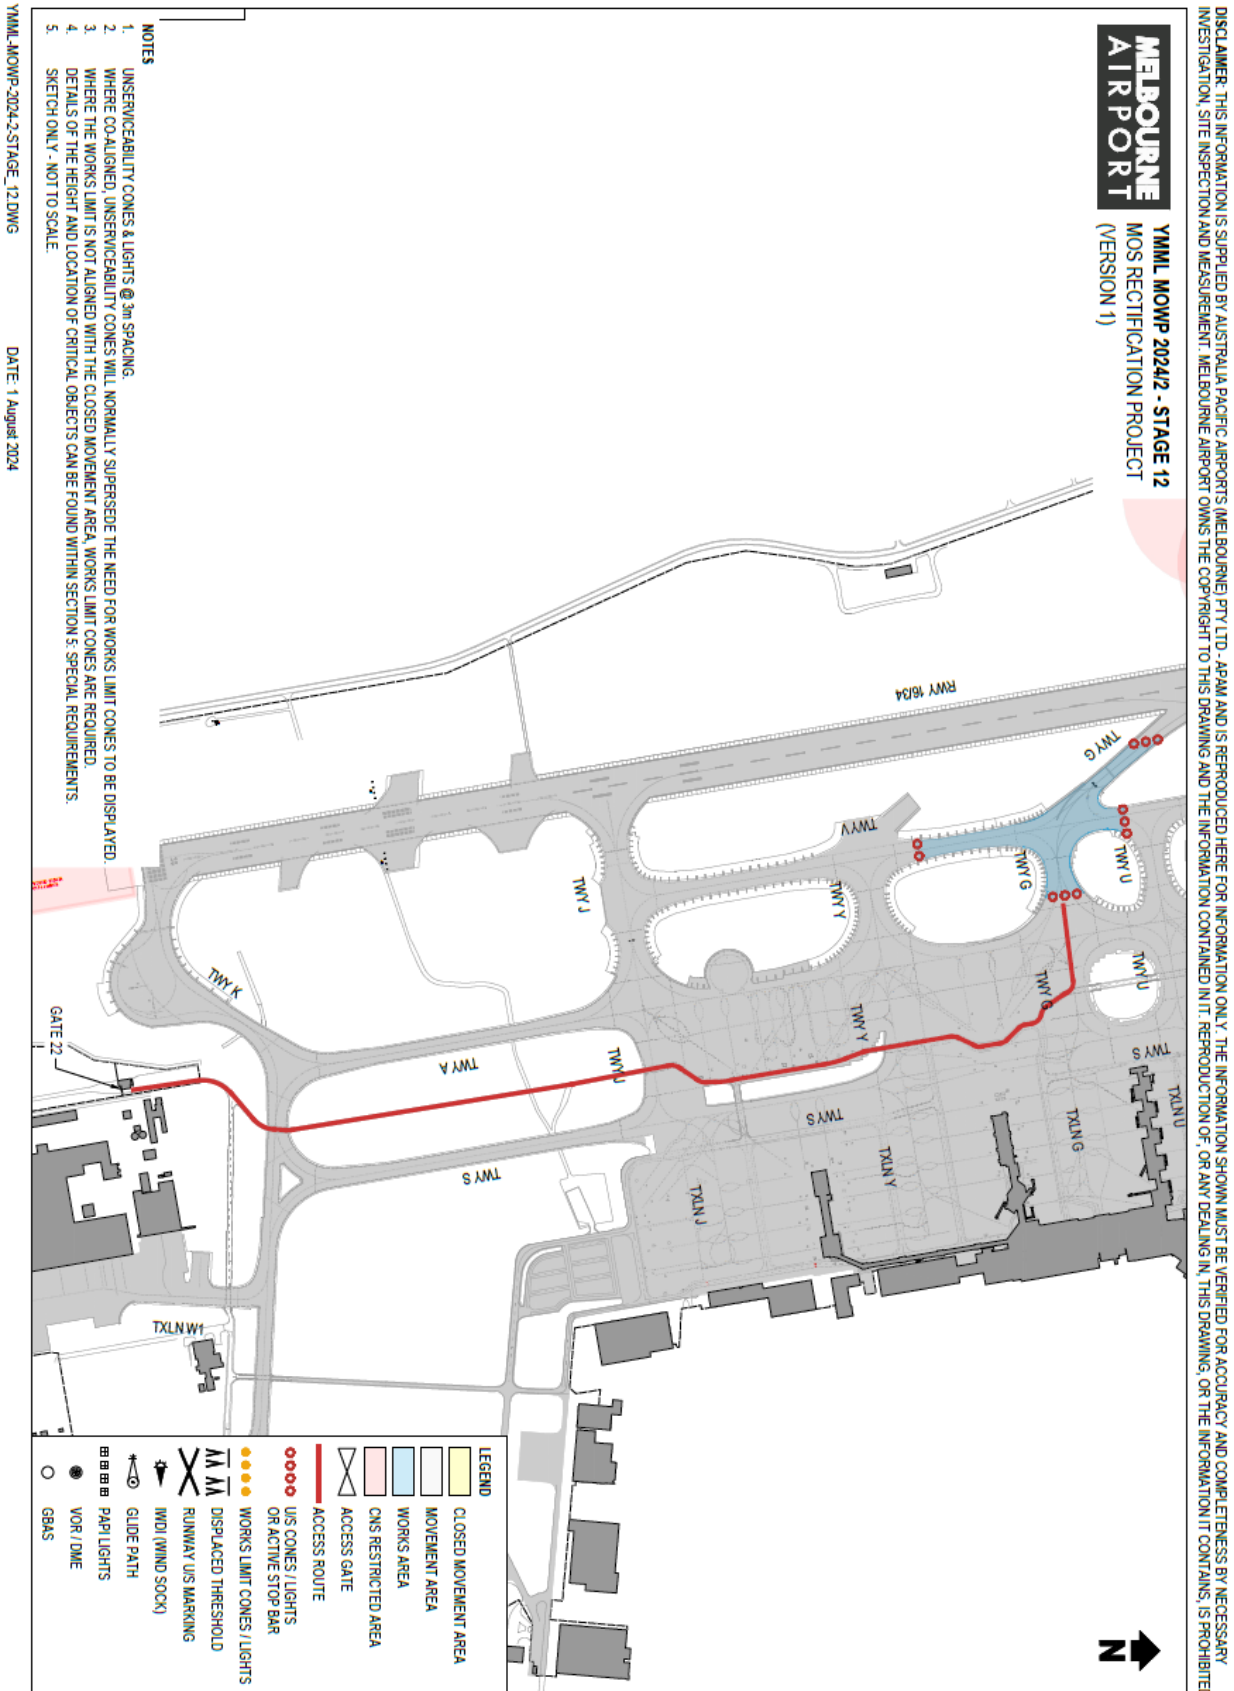 DISCLAIMER: THIS INFORMATION IS SUPPLIED BY AUSTRALIA PACIFIC AIRPORTS (MELBOURNE) PTY LTD - APAM AND IS REPRODUCED HERE FOR INFORMATION ONLY. THE INFORMATION SHOWN MUST BE VERIFIED FOR ACCURACY AND COMPLETENESS BY NECESSARY
INVESTIGATION, SITE INSPECTION AND MEASUREMENT. MELBOURNE AIRPORT OWNS THE COPYRIGHT TO THIS DRAWING AND THE INFORMATION CONTAINED IN IT. REPRODUCTION OF, OR ANY DEALING IN, THIS DRAWING, OR THE INFORMATION IT CONTAINS, IS PROHIBITE
MELBOURNE
AIRPORT
YMML MOWP 2024/2 - STAGE 12
MOS RECTIFICATION PROJECT
(VERSION 1)
N
RWY 16/34
TWY G
TWY U
TWY V
TWY G
TWY Y
TWY J
TWY U
TWY G
TWY Y
TWY K
TWY S
TXLN U
TWY A
TWY J
TWY S
TXLN G
TXLN Y
TWY S
TXLN J
GATE 22
TXLN W1
NOTES
1. UNSERVICEABILITY CONES & LIGHTS @ 3m SPACING.
2. WHERE CO-ALIGNED, UNSERVICEABILITY CONES WILL NORMALLY SUPERSEDE THE NEED FOR WORKS LIMIT CONES TO BE DISPLAYED.
3. WHERE THE WORKS LIMIT IS NOT ALIGNED WITH THE CLOSED MOVEMENT AREA, WORKS LIMIT CONES ARE REQUIRED.
4. DETAILS OF THE HEIGHT AND LOCATION OF CRITICAL OBJECTS CAN BE FOUND WITHIN SECTION 5: SPECIAL REQUIREMENTS.
5. SKETCH ONLY - NOT TO SCALE.
LEGEND
CLOSED MOVEMENT AREA
MOVEMENT AREA
WORKS AREA
CNS RESTRICTED AREA
ACCESS GATE
ACCESS ROUTE
U/S CONES / LIGHTS
OR ACTIVE STOP BAR
WORKS LIMIT CONES / LIGHTS
DISPLACED THRESHOLD
RUNWAY U/S MARKING
IWDI (WIND SOCK)
GLIDE PATH
PAPI LIGHTS
VOR / DME
GBAS
YMML-MOWP-2024-2-STAGE_12.DWG
DATE: 1 August 2024